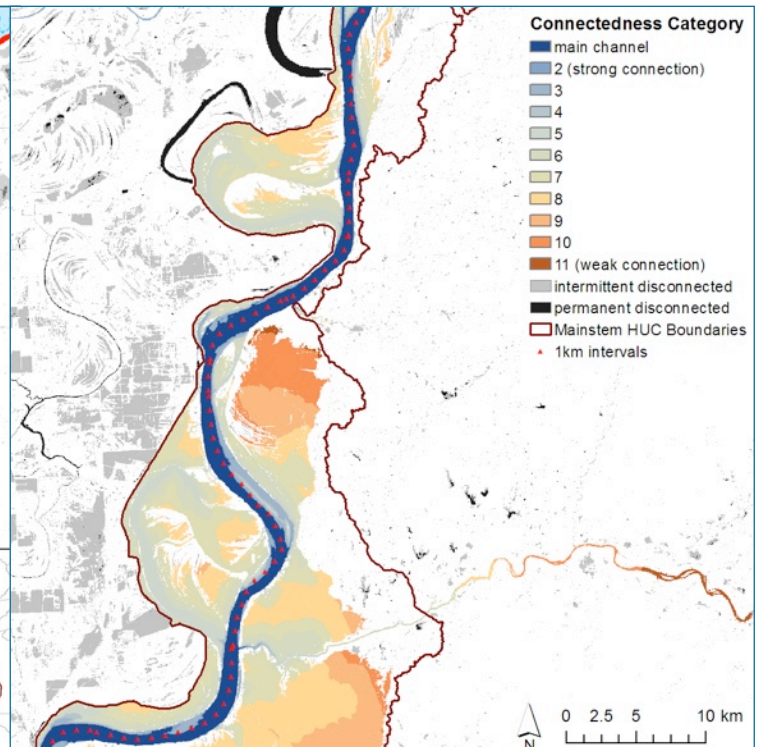 Connectedness Category
main channel
2 (strong connection)
3
4
5
6
7
8
9
10
11 (weak connection)
intermittent disconnected
permanent disconnected
Mainstem HUC Boundaries
1km intervals
0 2.5 5 10 km
N